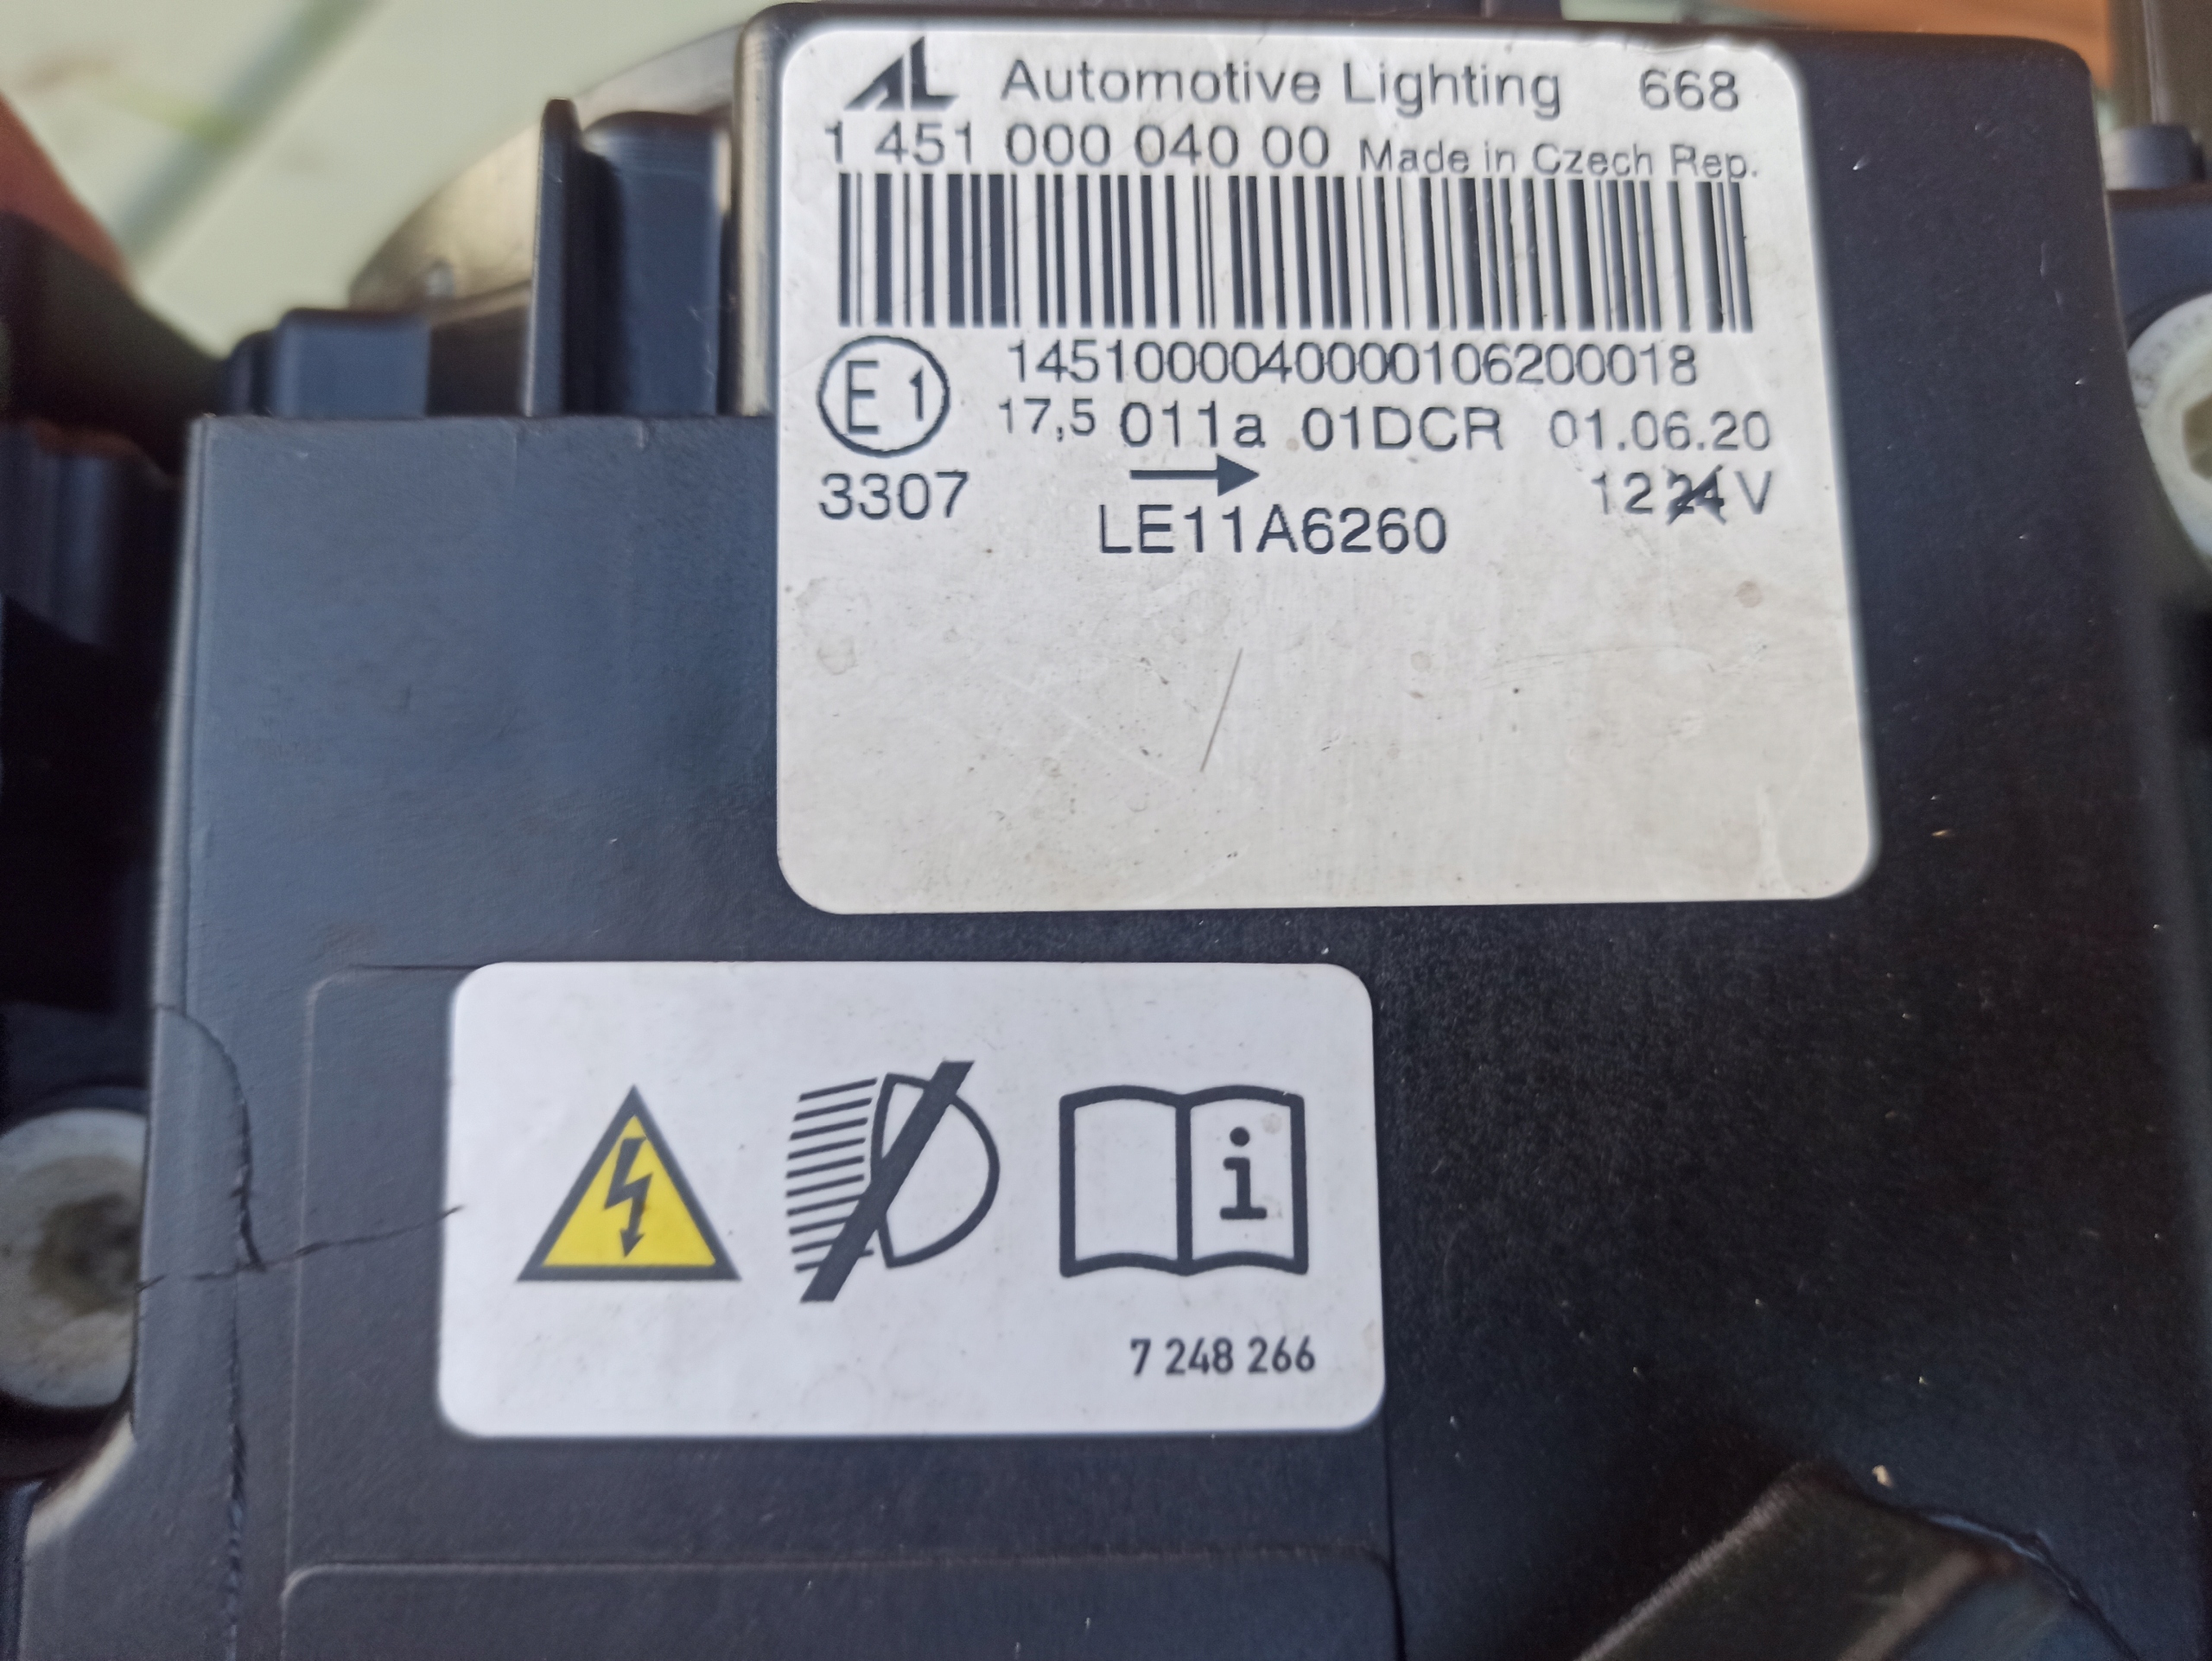 AL Automotive Lighting 668
1 451 000 040 00 Made in Czech Rep.
14510000400000106200018
E1 17,5 011a 01DCR 01.06.20
3307 → 12 24 V
LE11A6260
i
7 248 266